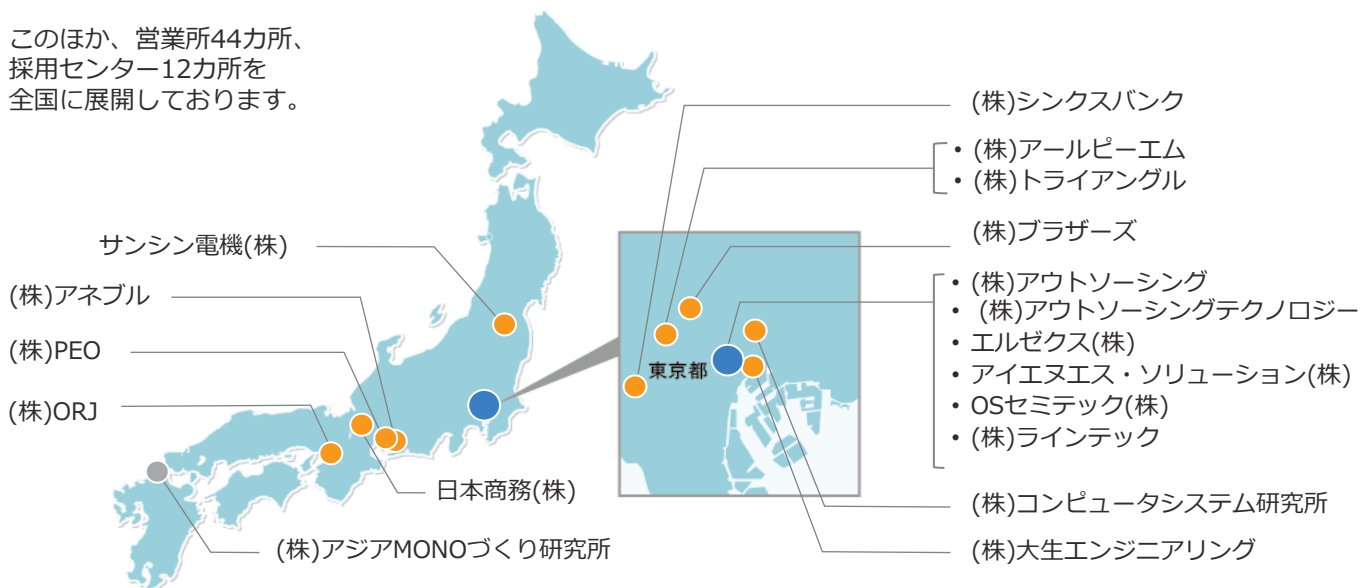 このほか、営業所44カ所、
採用センター12カ所を
全国に展開しております。
サンシン電機(株)
(株)アネブル
(株)PEO
(株)ORJ
日本商務(株)
(株)アジアMONOづくり研究所
東京都
(株)シンクスバンク
• (株)アールピーエム
• (株)トライアングル
(株)ブラザーズ
• (株)アウトソーシング
• (株)アウトソーシングテクノロジー
• エルゼクス(株)
• アイエヌエス・ソリューション(株)
• OSセミテック(株)
• (株)ラインテック
(株)コンピュータシステム研究所
(株)大生エンジニアリング